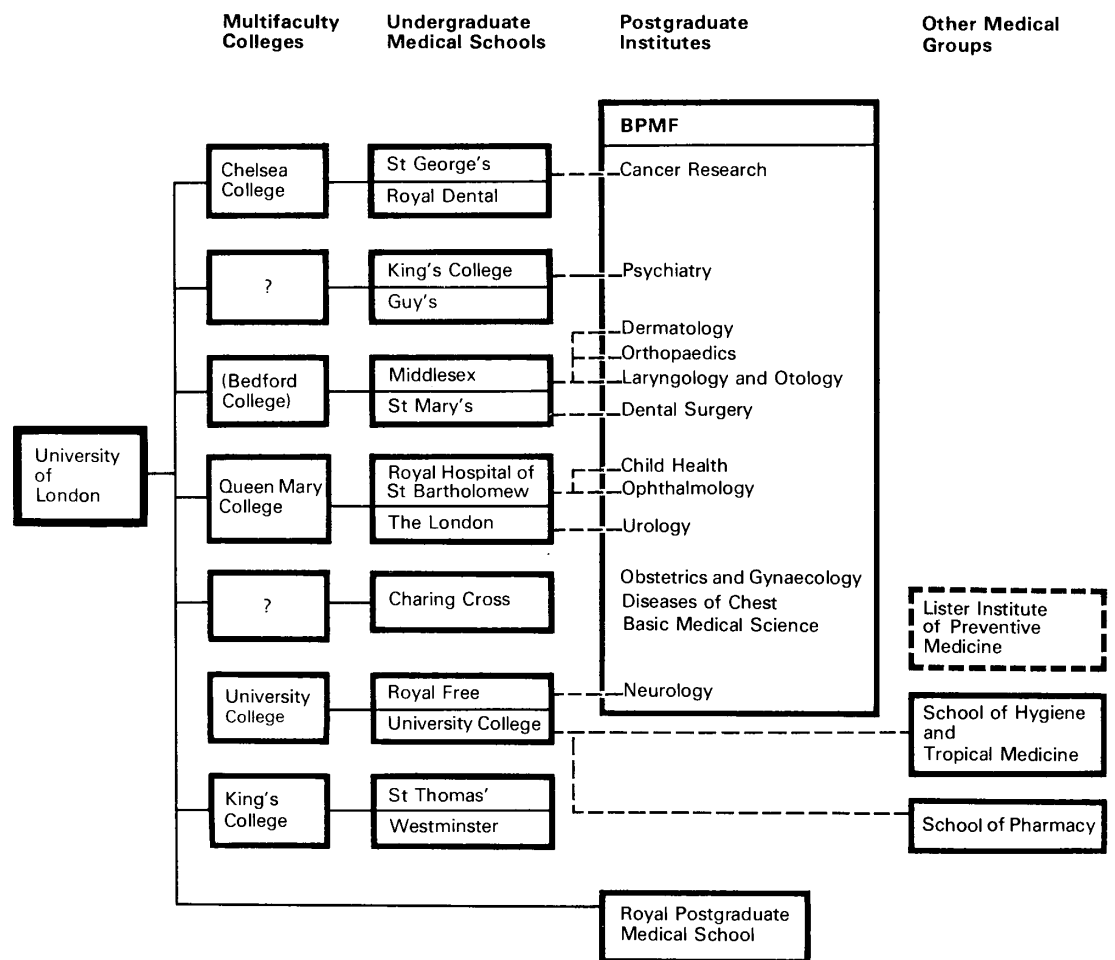 Multifaculty
Colleges
Undergraduate
Medical Schools
Postgraduate
Institutes
Other Medical
Groups
University
of
London
Chelsea
College
St George's
Royal Dental
?
King's College
Guy's
(Bedford
College)
Middlesex
St Mary's
Queen Mary
College
Royal Hospital of
St Bartholomew
The London
?
Charing Cross
University
College
Royal Free
University College
King's
College
St Thomas'
Westminster
BPMF
Cancer Research
Psychiatry
Dermatology
Orthopaedics
Laryngology and Otology
Dental Surgery
Child Health
Ophthalmology
Urology
Obstetrics and Gynaecology
Diseases of Chest
Basic Medical Science
Neurology
Royal Postgraduate
Medical School
Lister Institute
of Preventive
Medicine
School of Hygiene
and
Tropical Medicine
School of Pharmacy